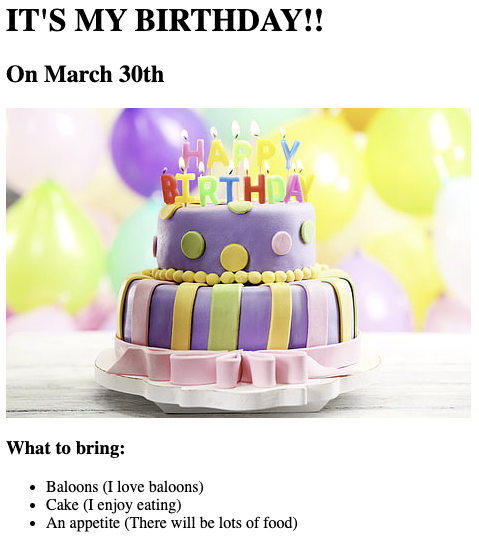 IT'S MY BIRTHDAY!!
On March 30th
HAPPY
BIRTHDAY
What to bring:
Baloons (I love baloons)
Cake (I enjoy eating)
An appetite (There will be lots of food)